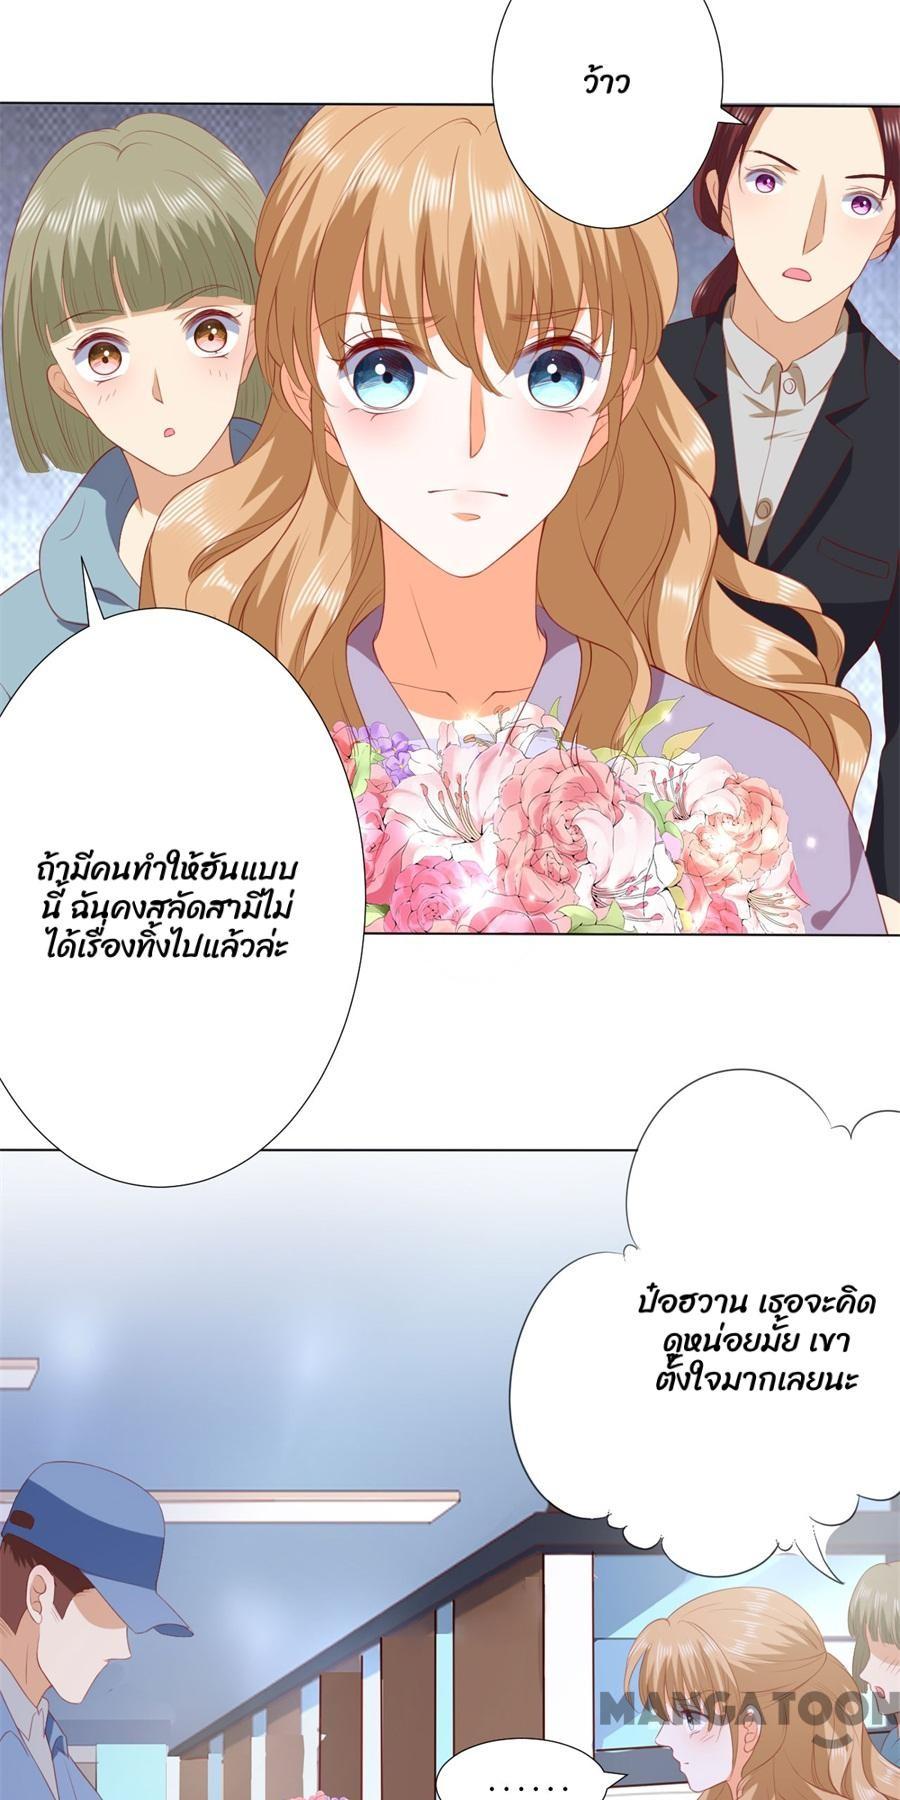 ว้าว
ถ้ามีคนทำให้ฮันแบบ
นี้ ฉันคงสลัดสามีไม่
ได้เรื่องทิ้งไปแล้วล่ะ
ป๋อฮวาน เธอจะคิด
ดูหน่อยมั้ย เขา
ตั้งใจมากเลยนะ
MANGATOON
......